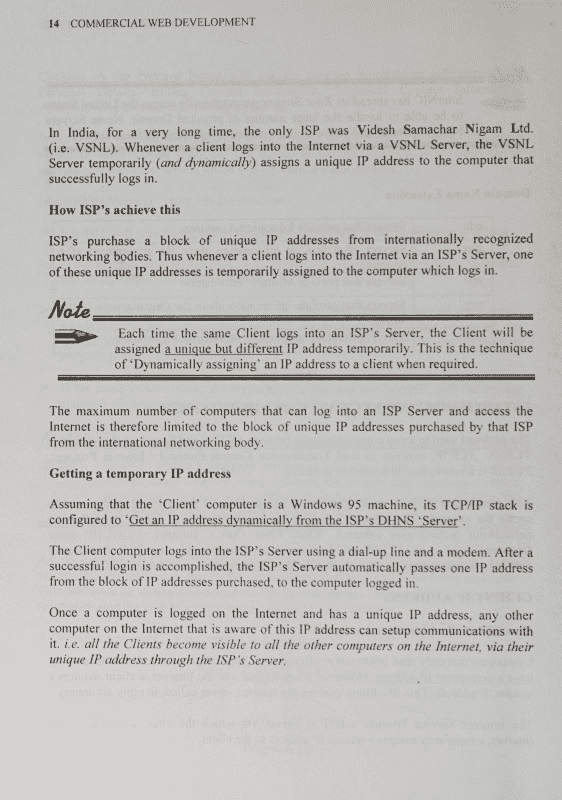 14 COMMERCIAL WEB DEVELOPMENT
In India, for a very long time, the only ISP was Videsh Samachar Nigam Ltd.
(i.e. VSNL). Whenever a client logs into the Internet via a VSNL Server, the VSNL
Server temporarily (and dynamically) assigns a unique IP address to the computer that
successfully logs in.
How ISP's achieve this
ISP's purchase a block of unique IP addresses from internationally recognized
networking bodies. Thus whenever a client logs into the Internet via an ISP's Server, one
of these unique IP addresses is temporarily assigned to the computer which logs in.
Note
Each time the same Client logs into an ISP's Server, the Client will be
assigned a unique but different IP address temporarily. This is the technique
of 'Dynamically assigning' an IP address to a client when required.
The maximum number of computers that can log into an ISP Server and access the
Internet is therefore limited to the block of unique IP addresses purchased by that ISP
from the international networking body.
Getting a temporary IP address
Assuming that the 'Client' computer is a Windows 95 machine, its TCP/IP stack is
configured to 'Get an IP address dynamically from the ISP's DHNS 'Server'.
The Client computer logs into the ISP's Server using a dial-up line and a modem. After a
successful login is accomplished, the ISP's Server automatically passes one IP address
from the block of IP addresses purchased, to the computer logged in.
Once a computer is logged on the Internet and has a unique IP address, any other
computer on the Internet that is aware of this IP address can setup communications with
it. i.e. all the Clients become visible to all the other computers on the Internet, via their
unique IP address through the ISP's Server.